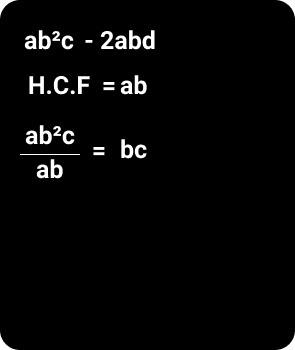 ab²c - 2abd
H.C.F = ab
ab²c
ab
= bc